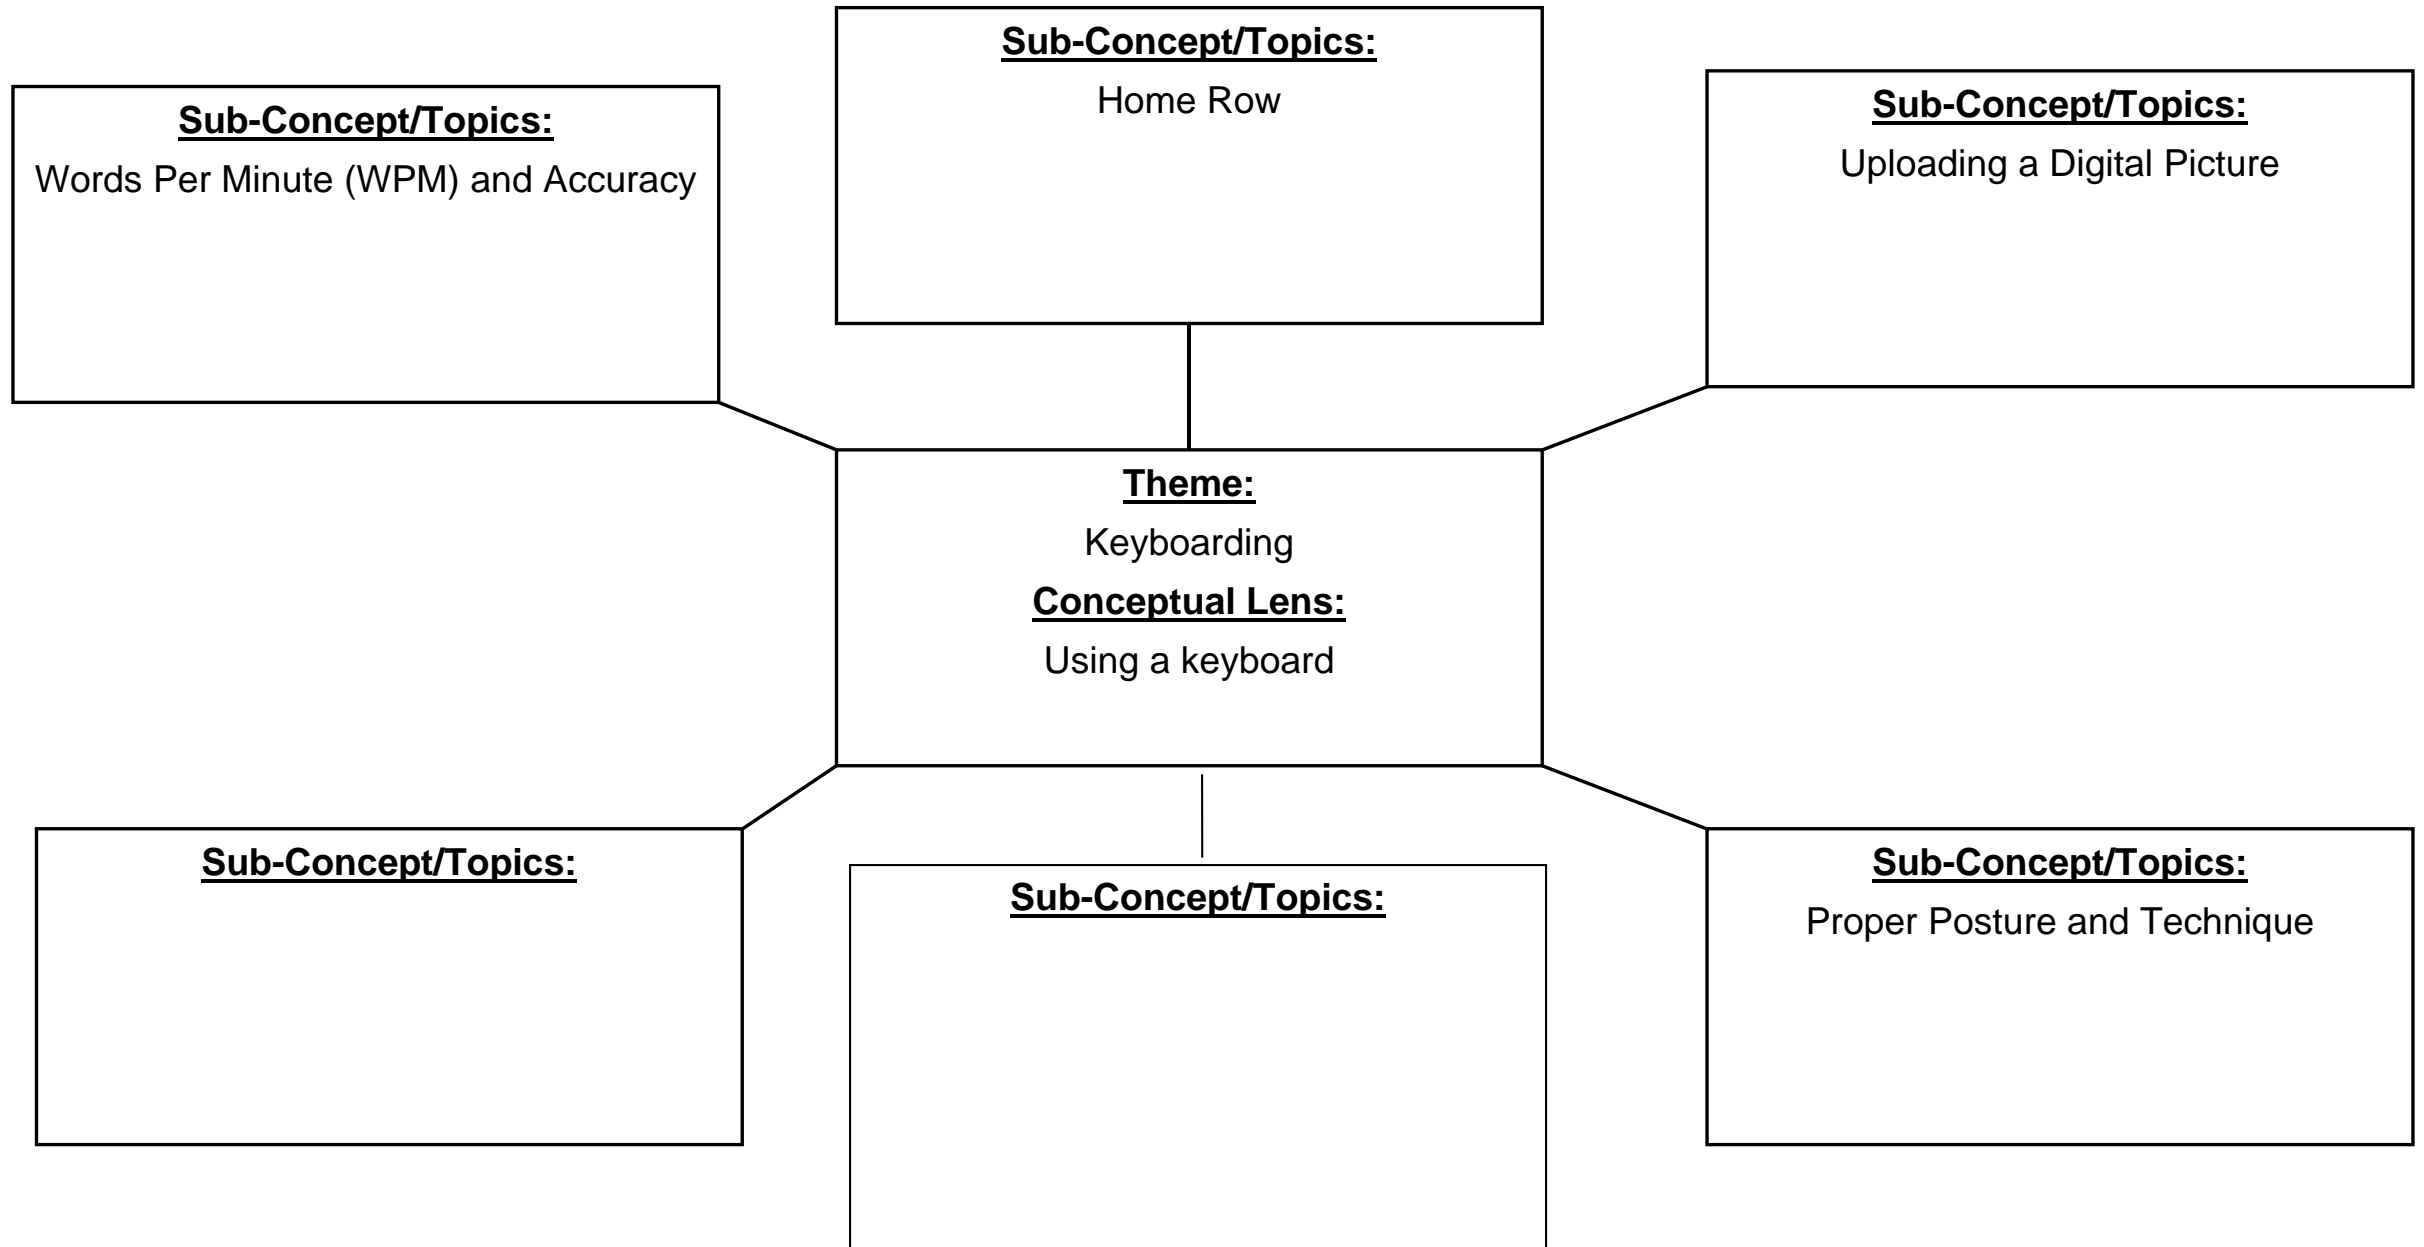 Sub-Concept/Topics:
Home Row
Sub-Concept/Topics:
Words Per Minute (WPM) and Accuracy
Sub-Concept/Topics:
Uploading a Digital Picture
Theme:
Keyboarding
Conceptual Lens:
Using a keyboard
Sub-Concept/Topics:
Sub-Concept/Topics:
Sub-Concept/Topics:
Proper Posture and Technique